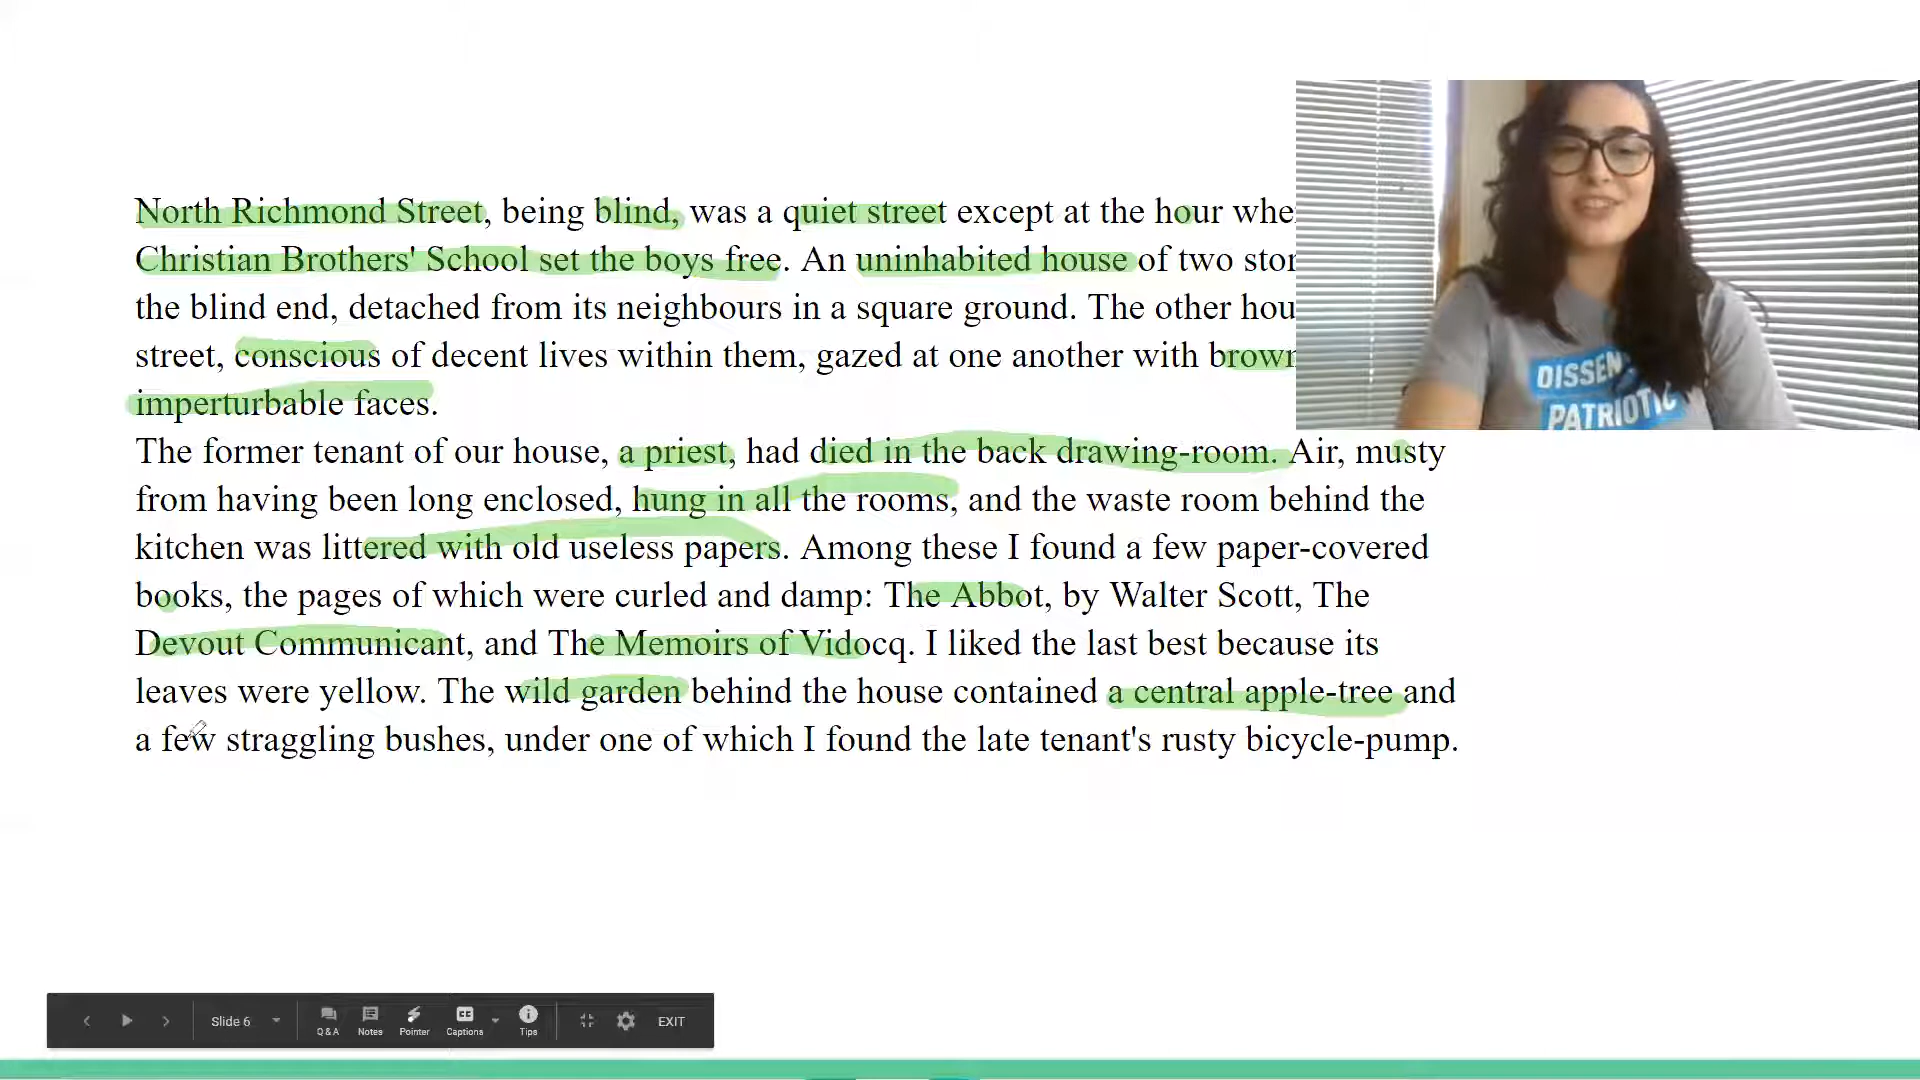 North Richmond Street, being blind, was a quiet street except at the hour
Christian Brothers' School set the boys free. An uninhabited house of two
the blind end, detached from its neighbours in a square ground. The other
street, conscious of decent lives within them, gazed at one another with brown
imperturbable faces.
The former tenant of our house, a priest, had died in the back drawing-room. Air, musty
from having been long enclosed, hung in all the rooms, and the waste room behind the
kitchen was littered with old useless papers. Among these I found a few paper-covered
books, the pages of which were curled and damp: The Abbot, by Walter Scott, The
Devout Communicant, and The Memoirs of Vidocq. I liked the last best because its
leaves were yellow. The wild garden behind the house contained a central apple-tree and
a few straggling bushes, under one of which I found the late tenant's rusty bicycle-pump.
DISSEN
PATRIOTIC
Slide 6
Q&A Notes Pointer Captions Tips
EXIT